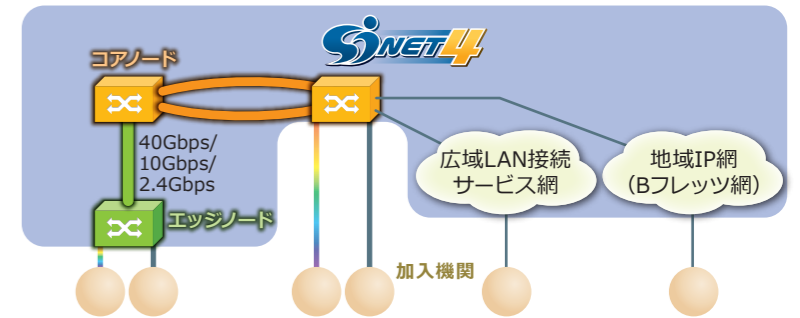 SINET4
コアノード
40Gbps/
10Gbps/
2.4Gbps
広域LAN接続
サービス網
地域IP網
（Bフレッツ網）
エッジノード
加入機関